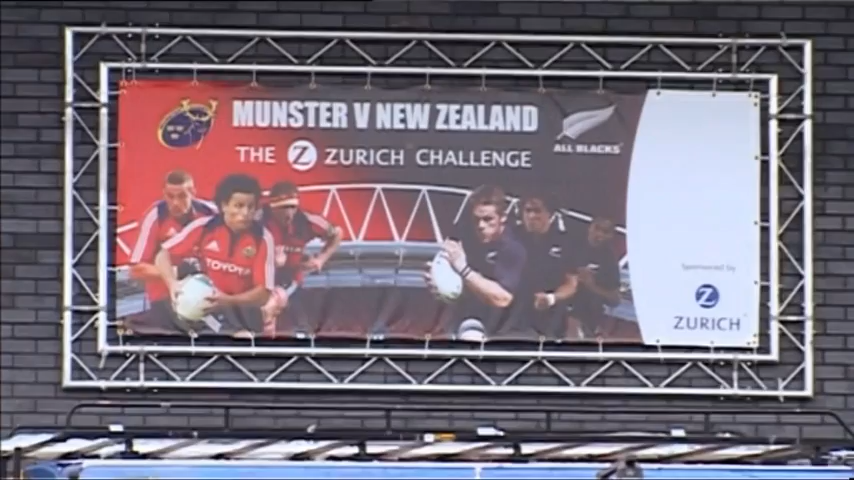 MUNSTER V NEW ZEALAND
THE Z ZURICH CHALLENGE
ALL BLACKS
TOYOTA
Sponsored by
Z
ZURICH